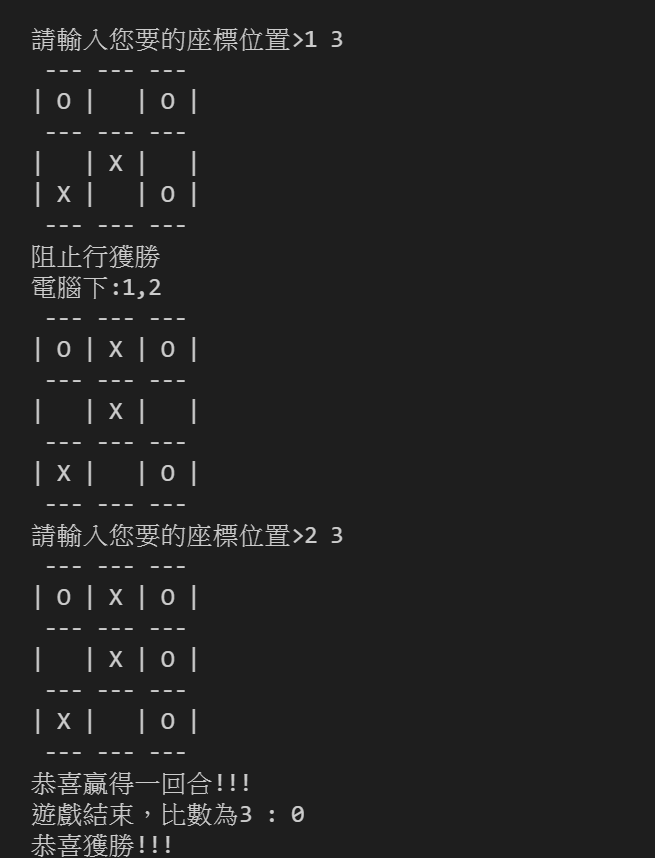 請輸入您要的座標位置>1 3
 --- --- ---
| O |   | O |
 --- --- ---
|   | X |   |
| X |   | O |
 --- --- ---
阻止行獲勝
電腦下:1,2
 --- --- ---
| O | X | O |
 --- --- ---
|   | X |   |
 --- --- ---
| X |   | O |
 --- --- ---
請輸入您要的座標位置>2 3
 --- --- ---
| O | X | O |
 --- --- ---
|   | X | O |
 --- --- ---
| X |   | O |
 --- --- ---
恭喜贏得一回合!!!
遊戲結束，比數為3 : 0
恭喜獲勝!!!